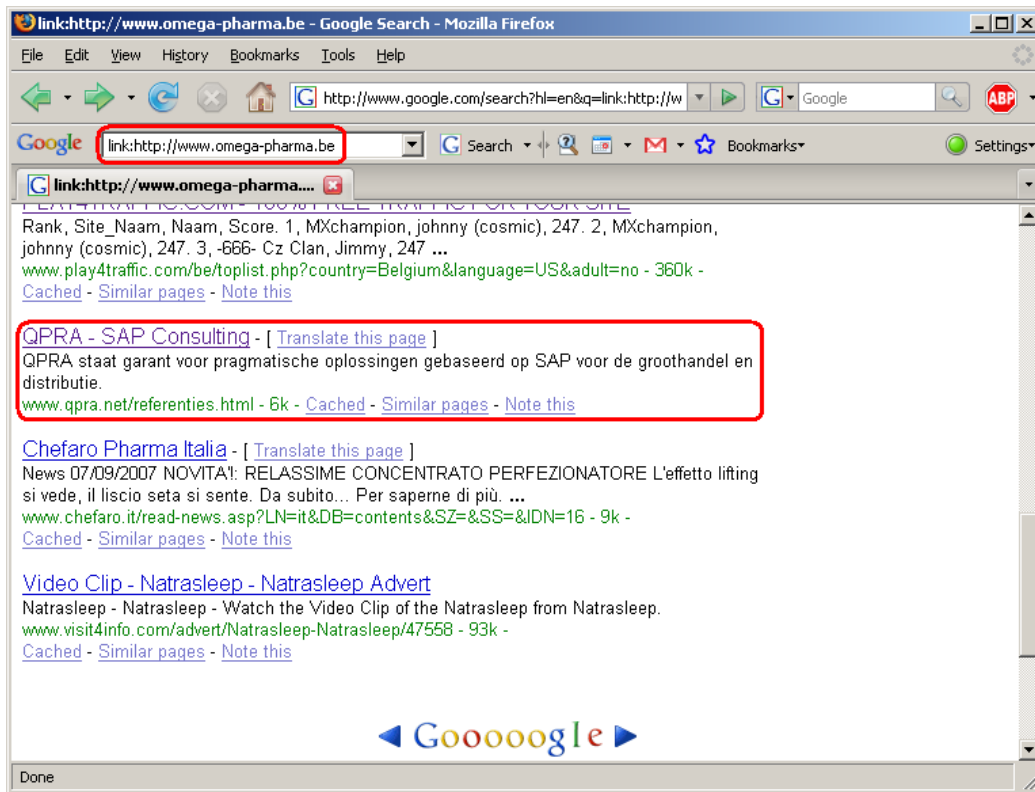 link:http://www.omega-pharma.be - Google Search - Mozilla Firefox
File Edit View History Bookmarks Tools Help
G http://www.google.com/search?hl=en&q=link:http://w G Google ABP
Google link:http://www.omega-pharma.be G Search Bookmarks Settings
G link:http://www.omega-pharma....
PLAY4TRAFFIC.COM - 100% FREE TRAFFIC FOR YOUR SITE
Rank, Site_Naam, Naam, Score. 1, MXchampion, johnny (cosmic), 247. 2, MXchampion,
johnny (cosmic), 247. 3, -666- Cz Clan, Jimmy, 247 ...
www.play4traffic.com/be/toplist.php?country=Belgium&language=US&adult=no - 360k -
Cached - Similar pages - Note this
QPRA - SAP Consulting - [ Translate this page ]
QPRA staat garant voor pragmatische oplossingen gebaseerd op SAP voor de groothandel en
distributie.
www.qpra.net/referenties.html - 6k - Cached - Similar pages - Note this
Chefaro Pharma Italia - [ Translate this page ]
News 07/09/2007 NOVITA'!: RELASSIME CONCENTRATO PERFEZIONATORE L'effetto lifting
si vede, il liscio seta si sente. Da subito... Per saperne di più. ...
www.chefaro.it/read-news.asp?LN=it&DB=contents&SZ=&SS=&IDN=16 - 9k -
Cached - Similar pages - Note this
Video Clip - Natrasleep - Natrasleep Advert
Natrasleep - Natrasleep - Watch the Video Clip of the Natrasleep from Natrasleep.
www.visit4info.com/advert/Natrasleep-Natrasleep/47558 - 93k -
Cached - Similar pages - Note this
Gooooogle
Done